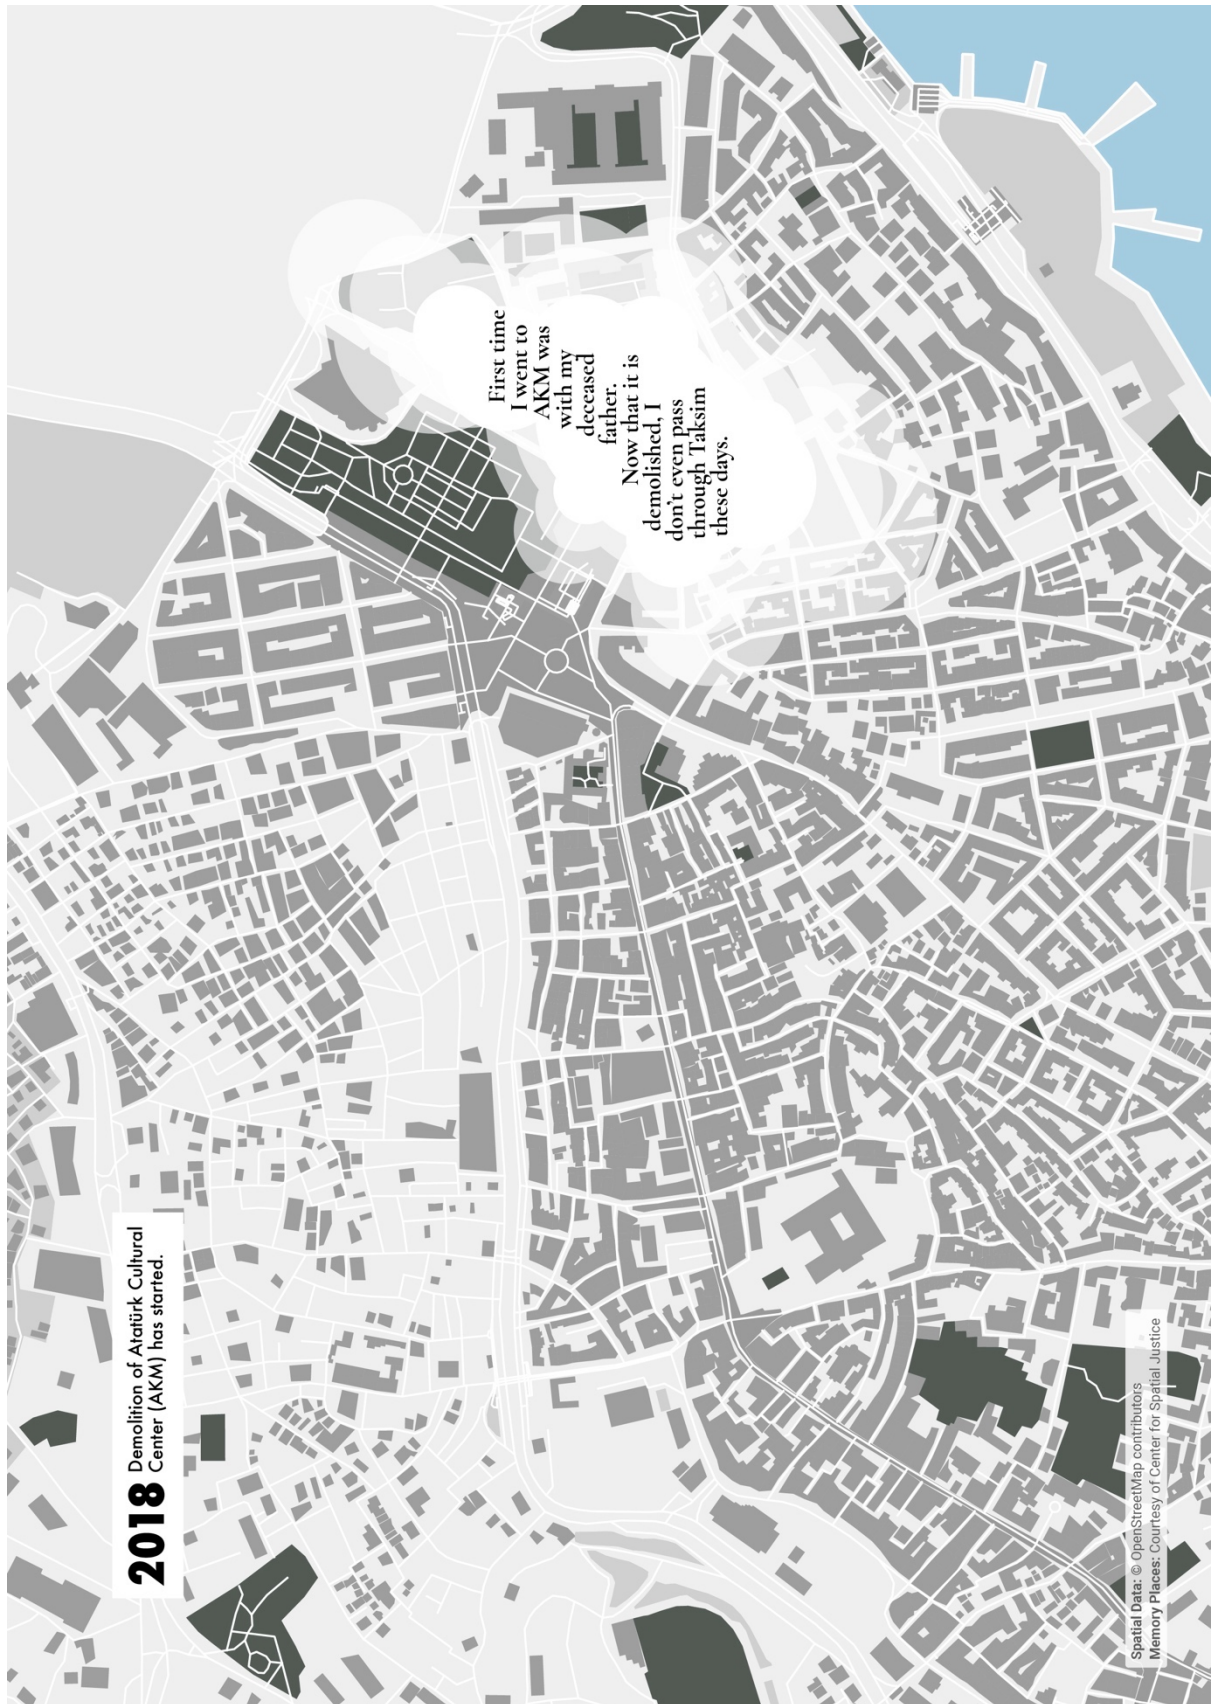 2018
Demolition of Atatürk Cultural
Center (AKM) has started.
First time
I went to
AKM was
with my
deceased
father.
Now that it is
demolished, I
don't even pass
through Taksim
these days.
Spatial Data: © OpenStreetMap contributors
Memory Places: Courtesy of Center for Spatial Justice